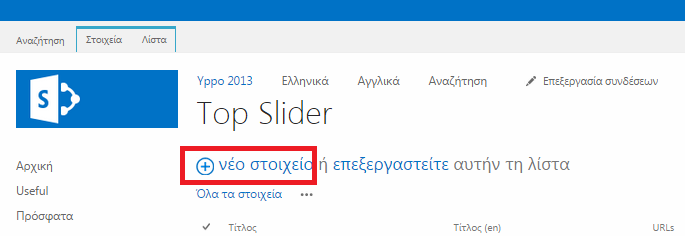 Αναζήτηση Στοιχεία Λίστα
S
Yppo 2013 Ελληνικά Αγγλικά Αναζήτηση Επεξεργασία συνδέσεων
Top Slider
νέο στοιχείο ή επεξεργαστείτε αυτήν τη λίστα
Όλα τα στοιχεία ···
Αρχική
Useful
Πρόσφατα
Τίτλος Τίτλος (en) URLs